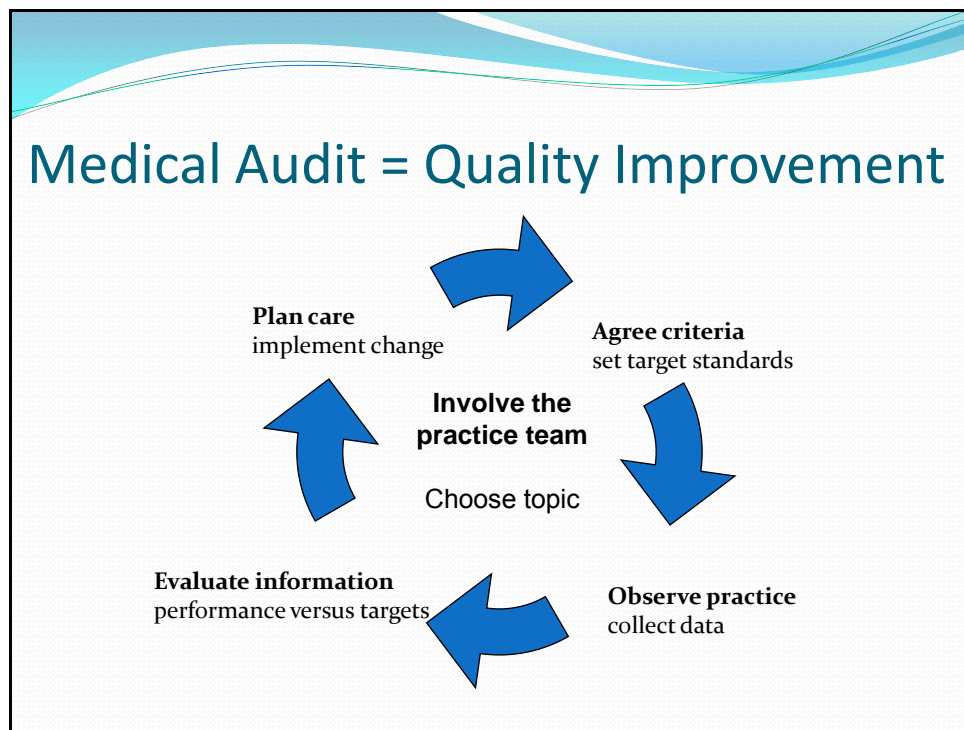 Medical Audit = Quality Improvement
Plan care
implement change
Agree criteria
set target standards
Involve the
practice team
Choose topic
Evaluate information
performance versus targets
Observe practice
collect data